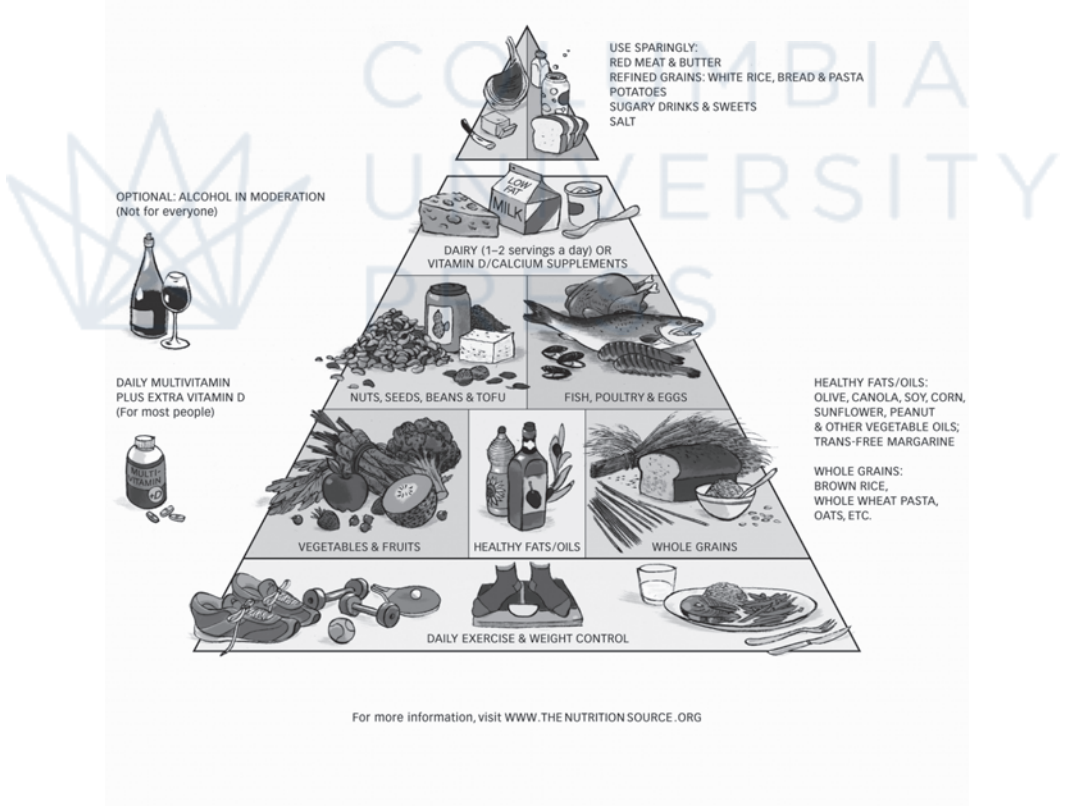 COLUMBIA
UNIVERSITY
PRESS
USE SPARINGLY:
RED MEAT & BUTTER
REFINED GRAINS: WHITE RICE, BREAD & PASTA
POTATOES
SUGARY DRINKS & SWEETS
SALT
OPTIONAL: ALCOHOL IN MODERATION
(Not for everyone)
LOW
FAT
MILK
DAIRY (1–2 servings a day) OR
VITAMIN D/CALCIUM SUPPLEMENTS
NUTS, SEEDS, BEANS & TOFU
FISH, POULTRY & EGGS
DAILY MULTIVITAMIN
PLUS EXTRA VITAMIN D
(For most people)
MULTI-
VITAMIN
+D
HEALTHY FATS/OILS:
OLIVE, CANOLA, SOY, CORN,
SUNFLOWER, PEANUT
& OTHER VEGETABLE OILS;
TRANS-FREE MARGARINE
WHOLE GRAINS:
BROWN RICE,
WHOLE WHEAT PASTA,
OATS, ETC.
VEGETABLES & FRUITS
HEALTHY FATS/OILS
WHOLE GRAINS
DAILY EXERCISE & WEIGHT CONTROL
For more information, visit WWW.THENUTRITIONSOURCE.ORG